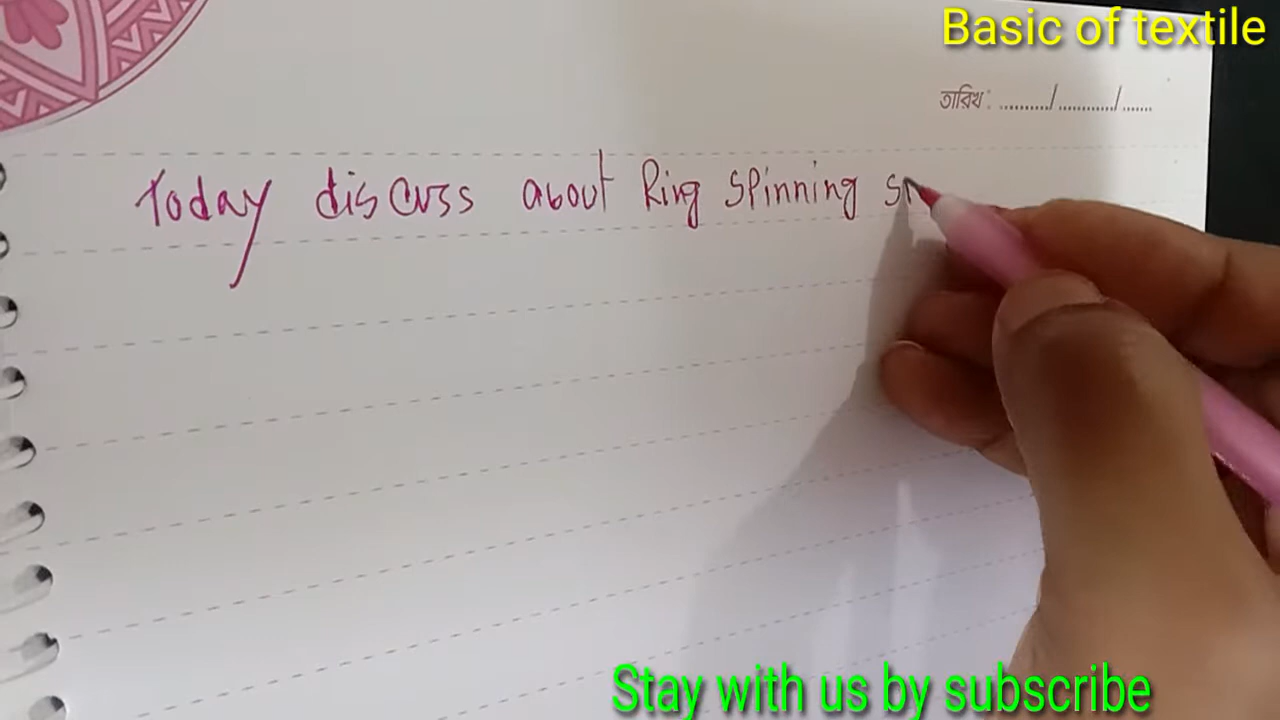 Basic of textile
তারিখ : ........../.........../......
Today discuss about Ring spinning
Stay with us by subscribe